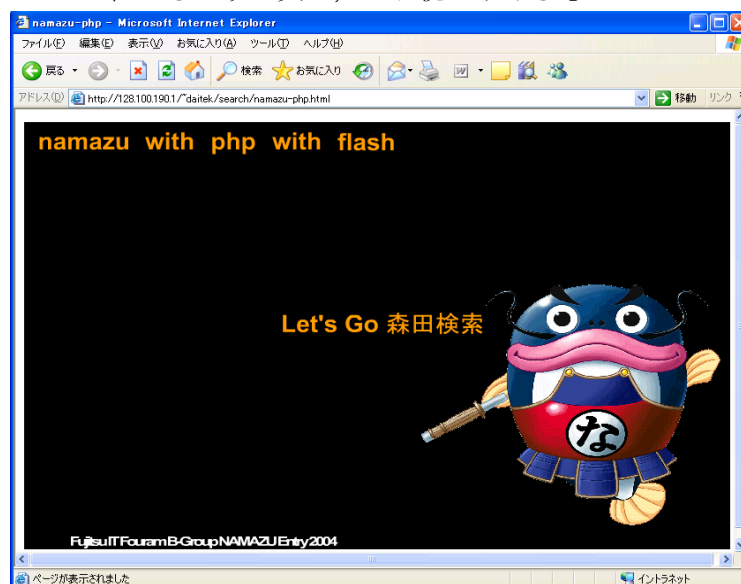 namazu-php - Microsoft Internet Explorer
ファイル(F) 編集(E) 表示(V) お気に入り(A) ツール(T) ヘルプ(H)
戻る 検索 お気に入り
アドレス(D) http://128.100.190.1/~daitek/search/namazu-php.html 移動 リンク
namazu with php with flash
Let's Go 森田検索
な
Fujitsu IT Fouram B-Group NAMAZU Entry 2004
ページが表示されました イントラネット